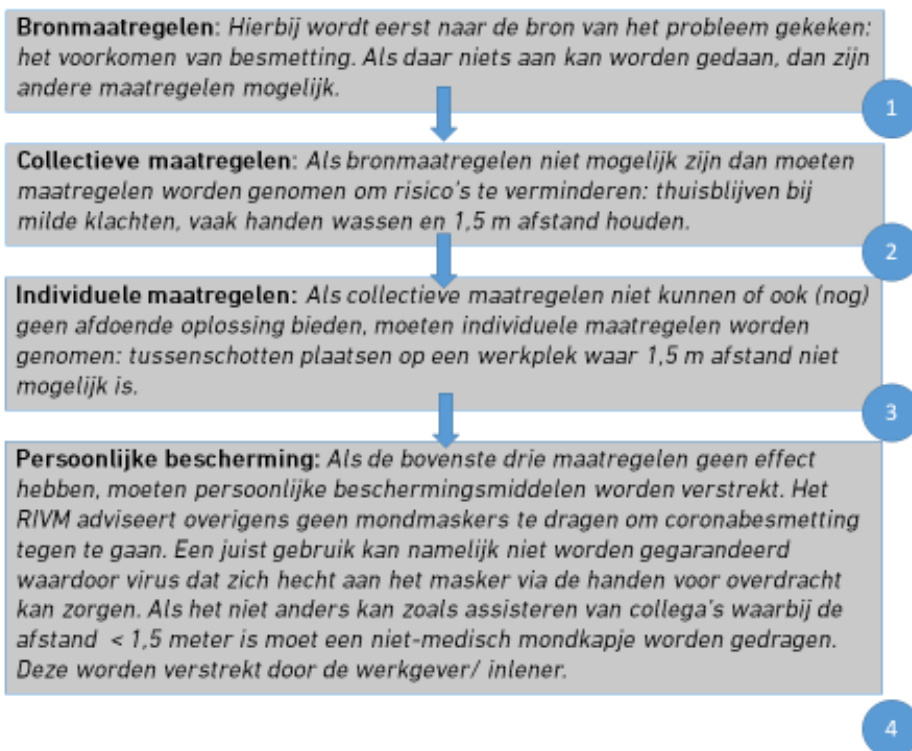 Bronmaatregelen: Hierbij wordt eerst naar de bron van het probleem gekeken:
het voorkomen van besmetting. Als daar niets aan kan worden gedaan, dan zijn
andere maatregelen mogelijk.
1
Collectieve maatregelen: Als bronmaatregelen niet mogelijk zijn dan moeten
maatregelen worden genomen om risico's te verminderen: thuisblijven bij
milde klachten, vaak handen wassen en 1,5 m afstand houden.
2
Individuele maatregelen: Als collectieve maatregelen niet kunnen of ook (nog)
geen afdoende oplossing bieden, moeten individuele maatregelen worden
genomen: tussenschotten plaatsen op een werkplek waar 1,5 m afstand niet
mogelijk is.
3
Persoonlijke bescherming: Als de bovenste drie maatregelen geen effect
hebben, moeten persoonlijke beschermingsmiddelen worden verstrekt. Het
RIVM adviseert overigens geen mondmaskers te dragen om coronabesmetting
tegen te gaan. Een juist gebruik kan namelijk niet worden gegarandeerd
waardoor virus dat zich hecht aan het masker via de handen voor overdracht
kan zorgen. Als het niet anders kan zoals assisteren van collega's waarbij de
afstand < 1,5 meter is moet een niet-medisch mondkapje worden gedragen.
Deze worden verstrekt door de werkgever/ inlener.
4